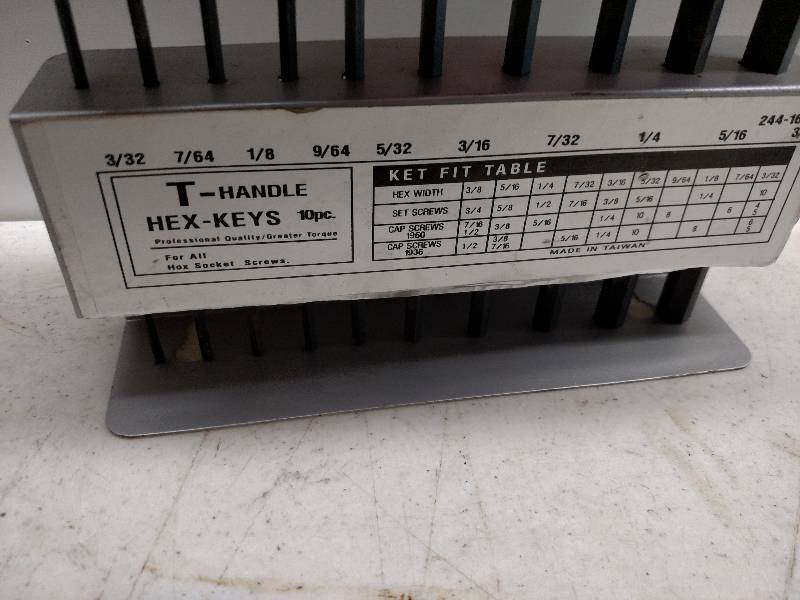 244-16
3/32 7/64 1/8 9/64 5/32 3/16 7/32 1/4 5/16
T-HANDLE
HEX-KEYS 10pc.
Professional Quality/Greater Torque
For All
Hox Socket Screws.
KET FIT TABLE
HEX WIDTH 3/8 5/16 1/4 7/32 3/16 5/32 9/64 1/8 7/64 3/32
SET SCREWS 3/4 5/8 1/2 7/16 3/8 5/16 1/4 10
CAP SCREWS 1960 7/16 1/2 3/8 5/16 1/4 10 8 6 4 5
CAP SCREWS 1936 1/2 3/8 7/16 5/16 1/4 10 8 6 5
MADE IN TAIWAN